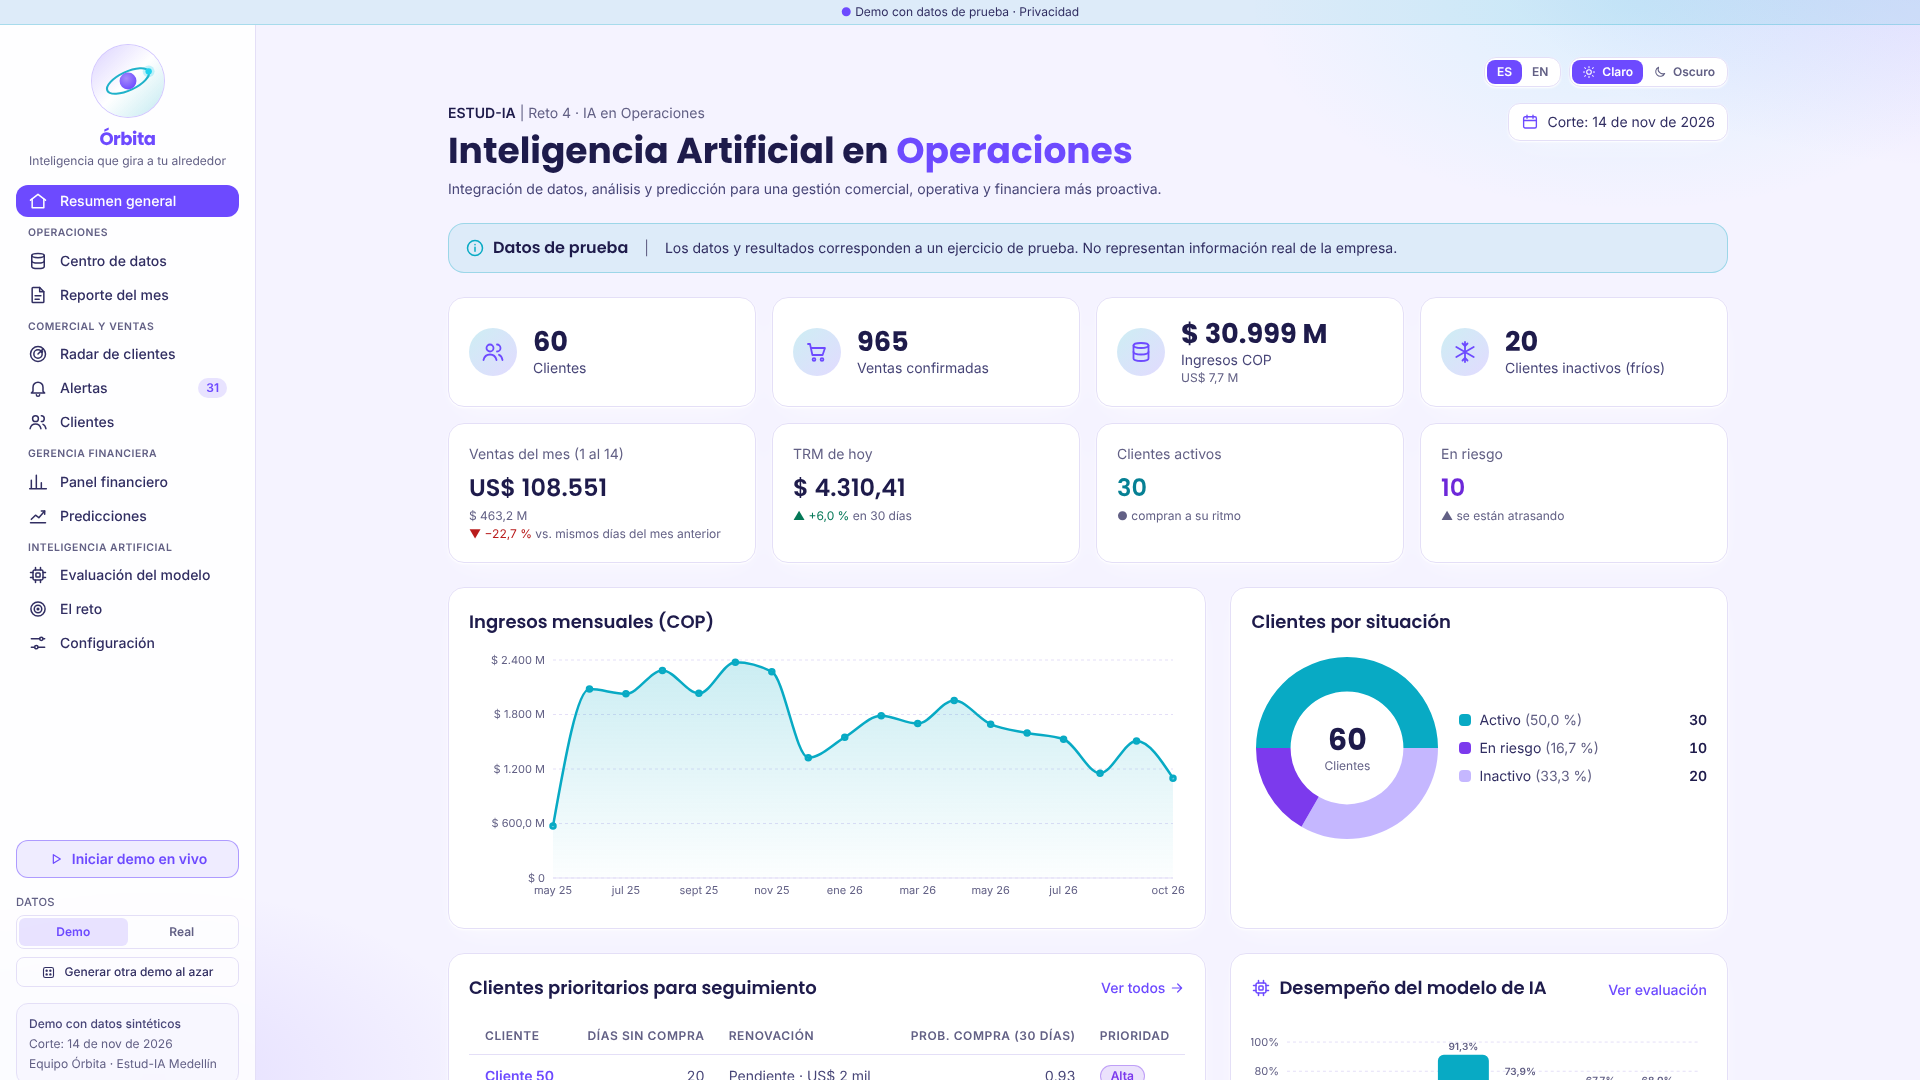 Demo con datos de prueba · Privacidad
Órbita
Inteligencia que gira a tu alrededor
Resumen general
OPERACIONES
Centro de datos
Reporte del mes
COMERCIAL Y VENTAS
Radar de clientes
Alertas 31
Clientes
GERENCIA FINANCIERA
Panel financiero
Predicciones
INTELIGENCIA ARTIFICIAL
Evaluación del modelo
El reto
Configuración
Iniciar demo en vivo
DATOS
Demo Real
Generar otra demo al azar
Demo con datos sintéticos
Corte: 14 de nov de 2026
Equipo Órbita · Estud-IA Medellín
ES EN Claro Oscuro
ESTUD-IA | Reto 4 · IA en Operaciones
Corte: 14 de nov de 2026
Inteligencia Artificial en Operaciones
Integración de datos, análisis y predicción para una gestión comercial, operativa y financiera más proactiva.
Datos de prueba | Los datos y resultados corresponden a un ejercicio de prueba. No representan información real de la empresa.
60
Clientes
965
Ventas confirmadas
$ 30.999 M
Ingresos COP
US$ 7,7 M
20
Clientes inactivos (fríos)
Ventas del mes (1 al 14)
US$ 108.551
$ 463,2 M
▼ −22,7 % vs. mismos días del mes anterior
TRM de hoy
$ 4.310,41
▲ +6,0 % en 30 días
Clientes activos
30
● compran a su ritmo
En riesgo
10
▲ se están atrasando
Ingresos mensuales (COP)
$ 2.400 M
$ 1.800 M
$ 1.200 M
$ 600,0 M
$ 0
may 25 jul 25 sept 25 nov 25 ene 26 mar 26 may 26 jul 26 oct 26
Clientes por situación
60
Clientes
Activo (50,0 %) 30
En riesgo (16,7 %) 10
Inactivo (33,3 %) 20
Clientes prioritarios para seguimiento
Ver todos →
CLIENTE DÍAS SIN COMPRA RENOVACIÓN PROB. COMPRA (30 DÍAS) PRIORIDAD
Cliente 50 20 Pendiente · US$ 2 mil 0,93 Alta
Desempeño del modelo de IA
Ver evaluación
100%
80%
91,3%
73,9%